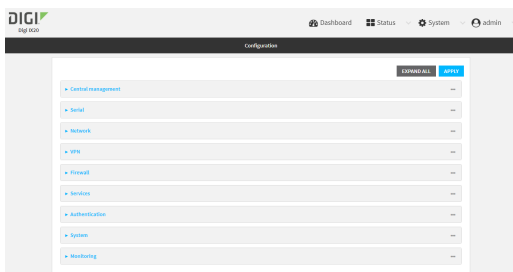 DIGI
Digi IX20
Dashboard
Status
System
admin
Configuration
EXPAND ALL
APPLY
Central management
Serial
Network
VPN
Firewall
Services
Authentication
System
Monitoring